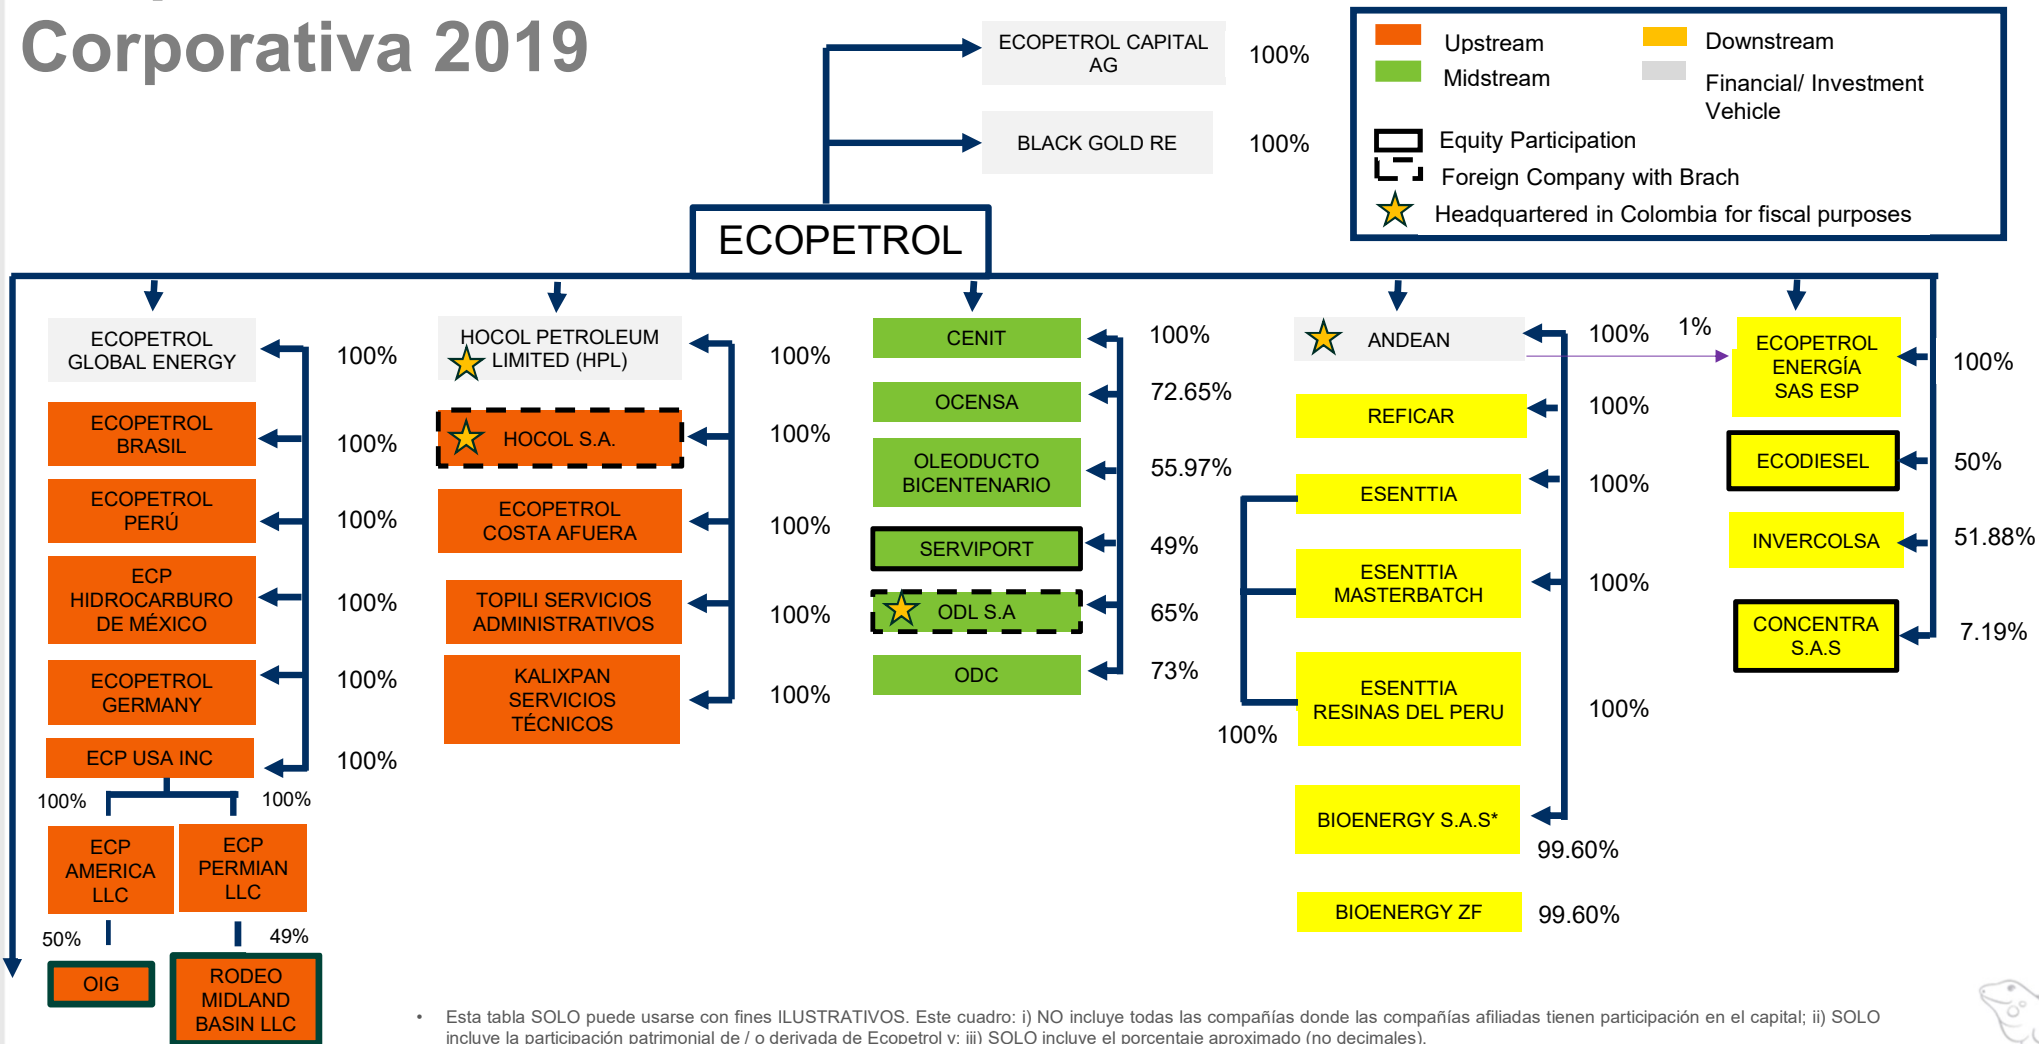 Corporativa 2019
ECOPETROL CAPITAL
AG
100%
BLACK GOLD RE
100%
Upstream
Downstream
Midstream
Financial/ Investment
Vehicle
Equity Participation
Foreign Company with Brach
Headquartered in Colombia for fiscal purposes
ECOPETROL
ECOPETROL
GLOBAL ENERGY
100%
ECOPETROL
BRASIL
100%
ECOPETROL
PERÚ
100%
ECP
HIDROCARBURO
DE MÉXICO
100%
ECOPETROL
GERMANY
100%
ECP USA INC
100%
100%
100%
ECP
AMERICA
LLC
ECP
PERMIAN
LLC
50%
49%
OIG
RODEO
MIDLAND
BASIN LLC
HOCOL PETROLEUM
LIMITED (HPL)
100%
HOCOL S.A.
100%
ECOPETROL
COSTA AFUERA
100%
TOPILI SERVICIOS
ADMINISTRATIVOS
100%
KALIXPAN
SERVICIOS
TÉCNICOS
100%
CENIT
100%
OCENSA
72.65%
OLEODUCTO
BICENTENARIO
55.97%
SERVIPORT
49%
ODL S.A
65%
ODC
73%
ANDEAN
100%
1%
REFICAR
100%
ESENTTIA
100%
ESENTTIA
MASTERBATCH
100%
ESENTTIA
RESINAS DEL PERU
100%
100%
BIOENERGY S.A.S*
99.60%
BIOENERGY ZF
99.60%
ECOPETROL
ENERGÍA
SAS ESP
100%
ECODIESEL
50%
INVERCOLSA
51.88%
CONCENTRA
S.A.S
7.19%
• Esta tabla SOLO puede usarse con fines ILUSTRATIVOS. Este cuadro: i) NO incluye todas las compañías donde las compañías afiliadas tienen participación en el capital; ii) SOLO
incluye la participación patrimonial de / o derivada de Ecopetrol y; iii) SOLO incluye el porcentaje aproximado (no decimales).